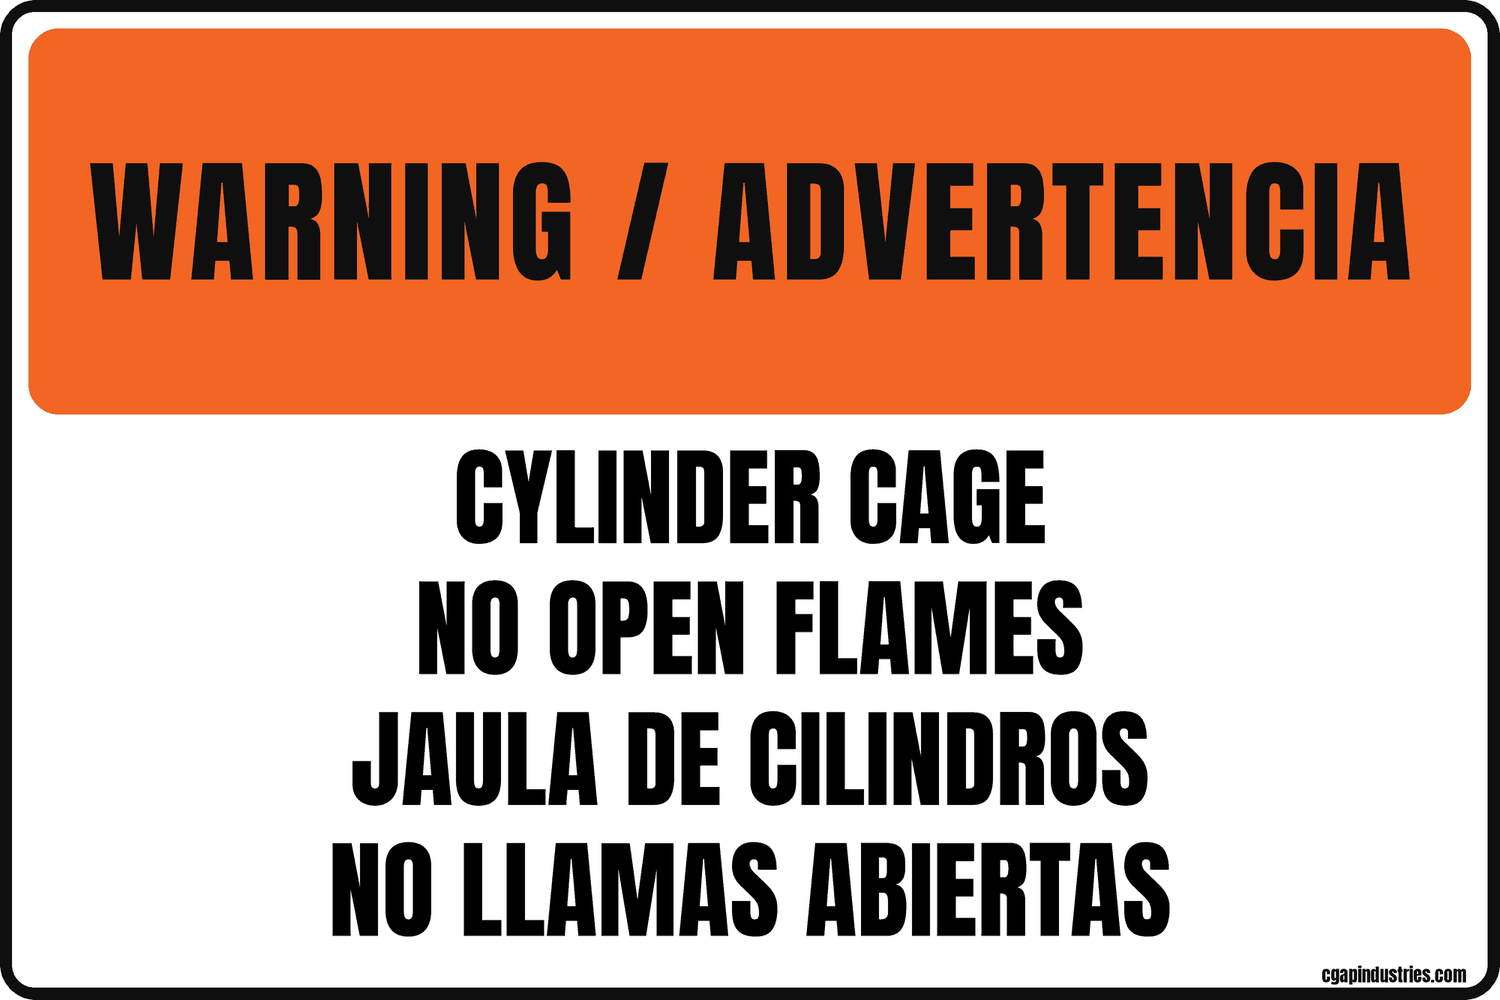 WARNING / ADVERTENCIA
CYLINDER CAGE
NO OPEN FLAMES
JAULA DE CILINDROS
NO LLAMAS ABIERTAS
cgapindustries.com